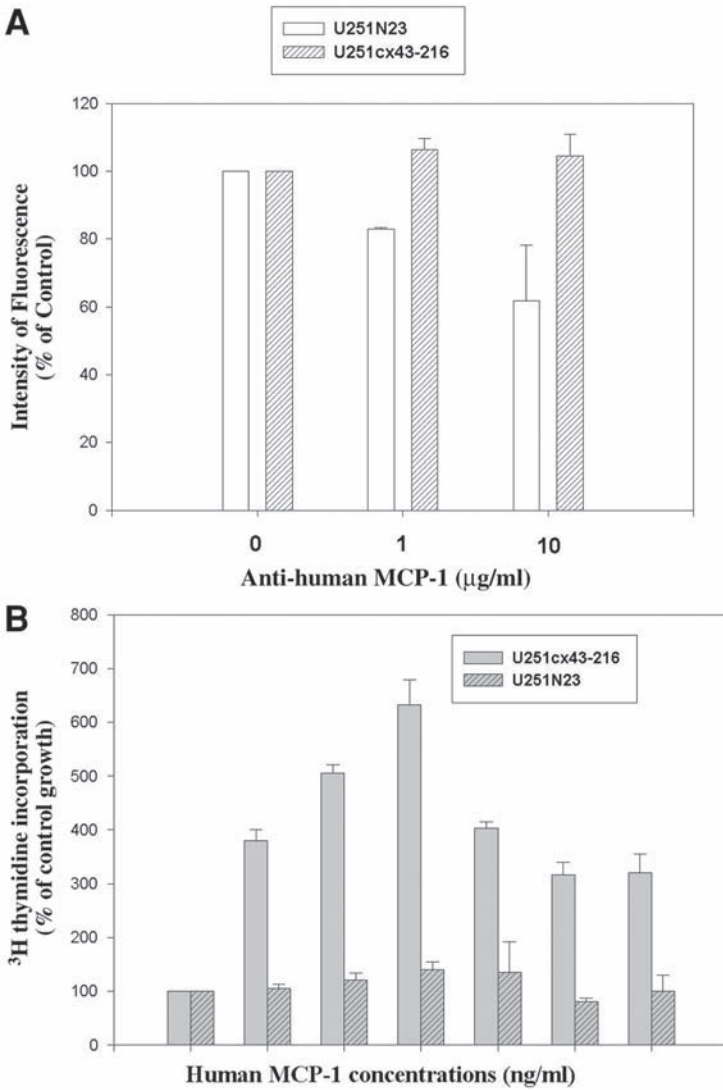 A
U251N23
U251cx43-216
Intensity of Fluorescence
(% of Control)
120
100
80
60
40
20
0
0 1 10
Anti-human MCP-1 (μg/ml)
B
U251cx43-216
U251N23
³H thymidine incorporation
(% of control growth)
800
700
600
500
400
300
200
100
0
Human MCP-1 concentrations (ng/ml)